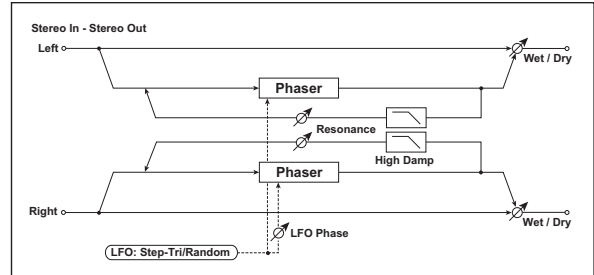 Stereo In - Stereo Out
Left
Wet / Dry
Phaser
Resonance
High Damp
Phaser
Right
Wet / Dry
LFO Phase
LFO: Step-Tri/Random